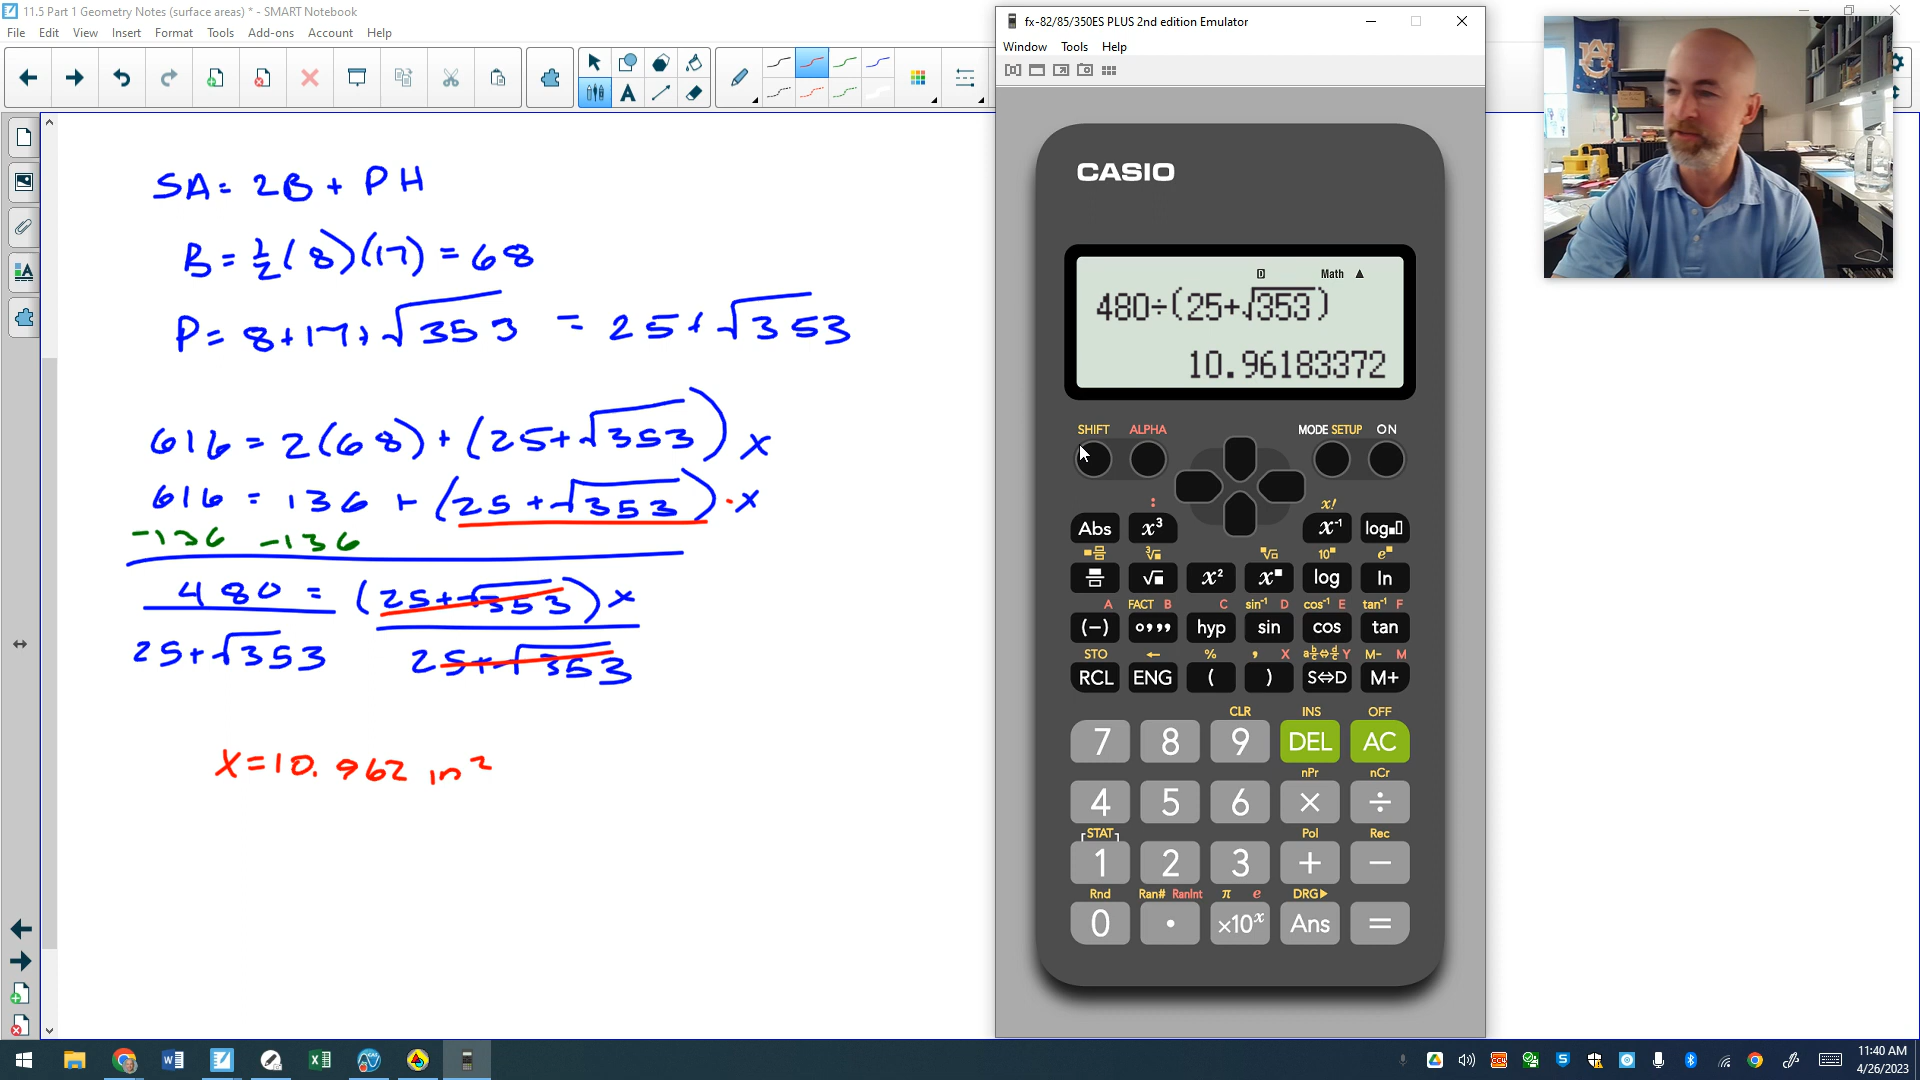 11.5 Part 1 Geometry Notes (surface areas) * - SMART Notebook
File Edit View Insert Format Tools Add-ons Account Help
SA = 2B + PH
B = 1/2 (8)(17) = 68
P = 8+17+√353 = 25+√353
616 = 2(68) + (25+√353) x
616 = 136 + (25+√353)·x
-136 -136
480 = (25+√353) x
25+√353 25+√353
x = 10.962 in²
fx-82/85/350ES PLUS 2nd edition Emulator
Window Tools Help
CASIO
D Math ▲
480÷(25+√353)
10.96183372
SHIFT ALPHA MODE SETUP ON
: x!
Abs x³ x⁻¹ log▯
³√ ˣ√ 10▪ e▪
√▪ x² x▪ log ln
A FACT B C sin⁻¹ D cos⁻¹ E tan⁻¹ F
(−) °,,, hyp sin cos tan
STO ← % , X a b/c⇔d/c Y M- M
RCL ENG ( ) S⇔D M+
CLR INS OFF
7 8 9 DEL AC
nPr nCr
4 5 6 × ÷
STAT Pol Rec
1 2 3 + −
Rnd Ran# RanInt π e DRG▶
0 . ×10ˣ Ans =
11:40 AM
4/26/2023